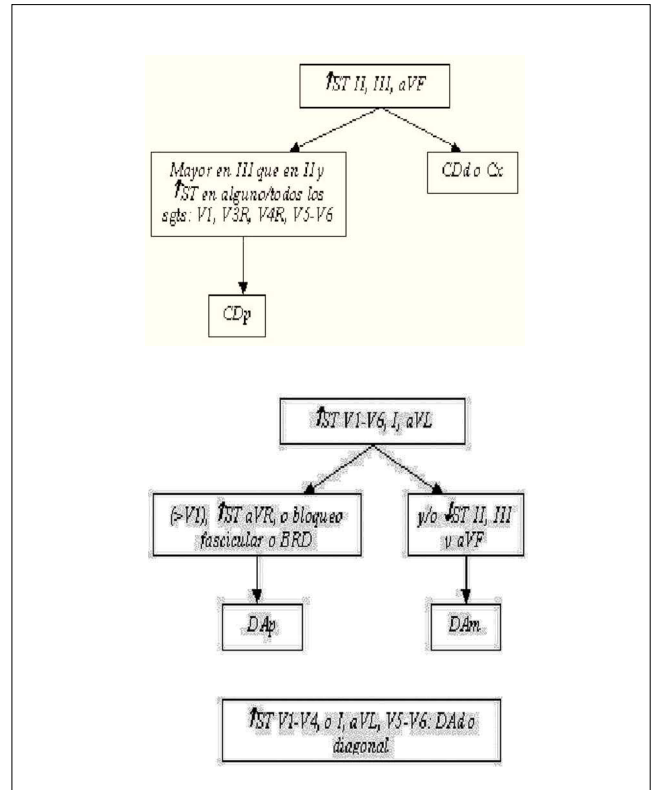 ↑ST II, III, aVF
Mayor en III que en II y
↑ST en alguno/todos los
sgts: V1, V3R, V4R, V5-V6
CDd o Cx
CDp
↑ST V1-V6, I, aVL
(>V1), ↑ST aVR, o bloqueo
fascicular o BRD
y/o ↓ST II, III
y aVF
DAp
DAm
↑ST V1-V4, o I, aVL, V5-V6: DAd o
diagonal